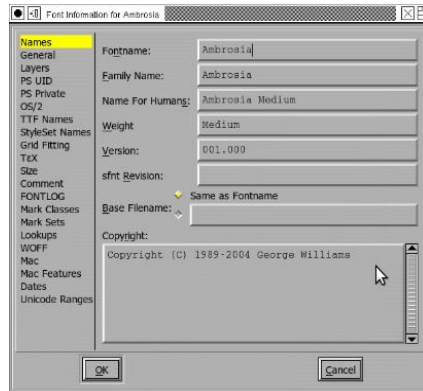 Font Information for Ambrosia
Names
General
Layers
PS UID
PS Private
OS/2
TTF Names
StyleSet Names
Grid Fitting
TεX
Size
Comment
FONTLOG
Mark Classes
Mark Sets
Lookups
WOFF
Mac
Mac Features
Dates
Unicode Ranges
Fontname: Ambrosia
Family Name: Ambrosia
Name For Humans: Ambrosia Medium
Weight Medium
Version: 001.000
sfnt Revision:
Same as Fontname
Base Filename:
Copyright:
Copyright (C) 1989-2004 George Williams
OK Cancel